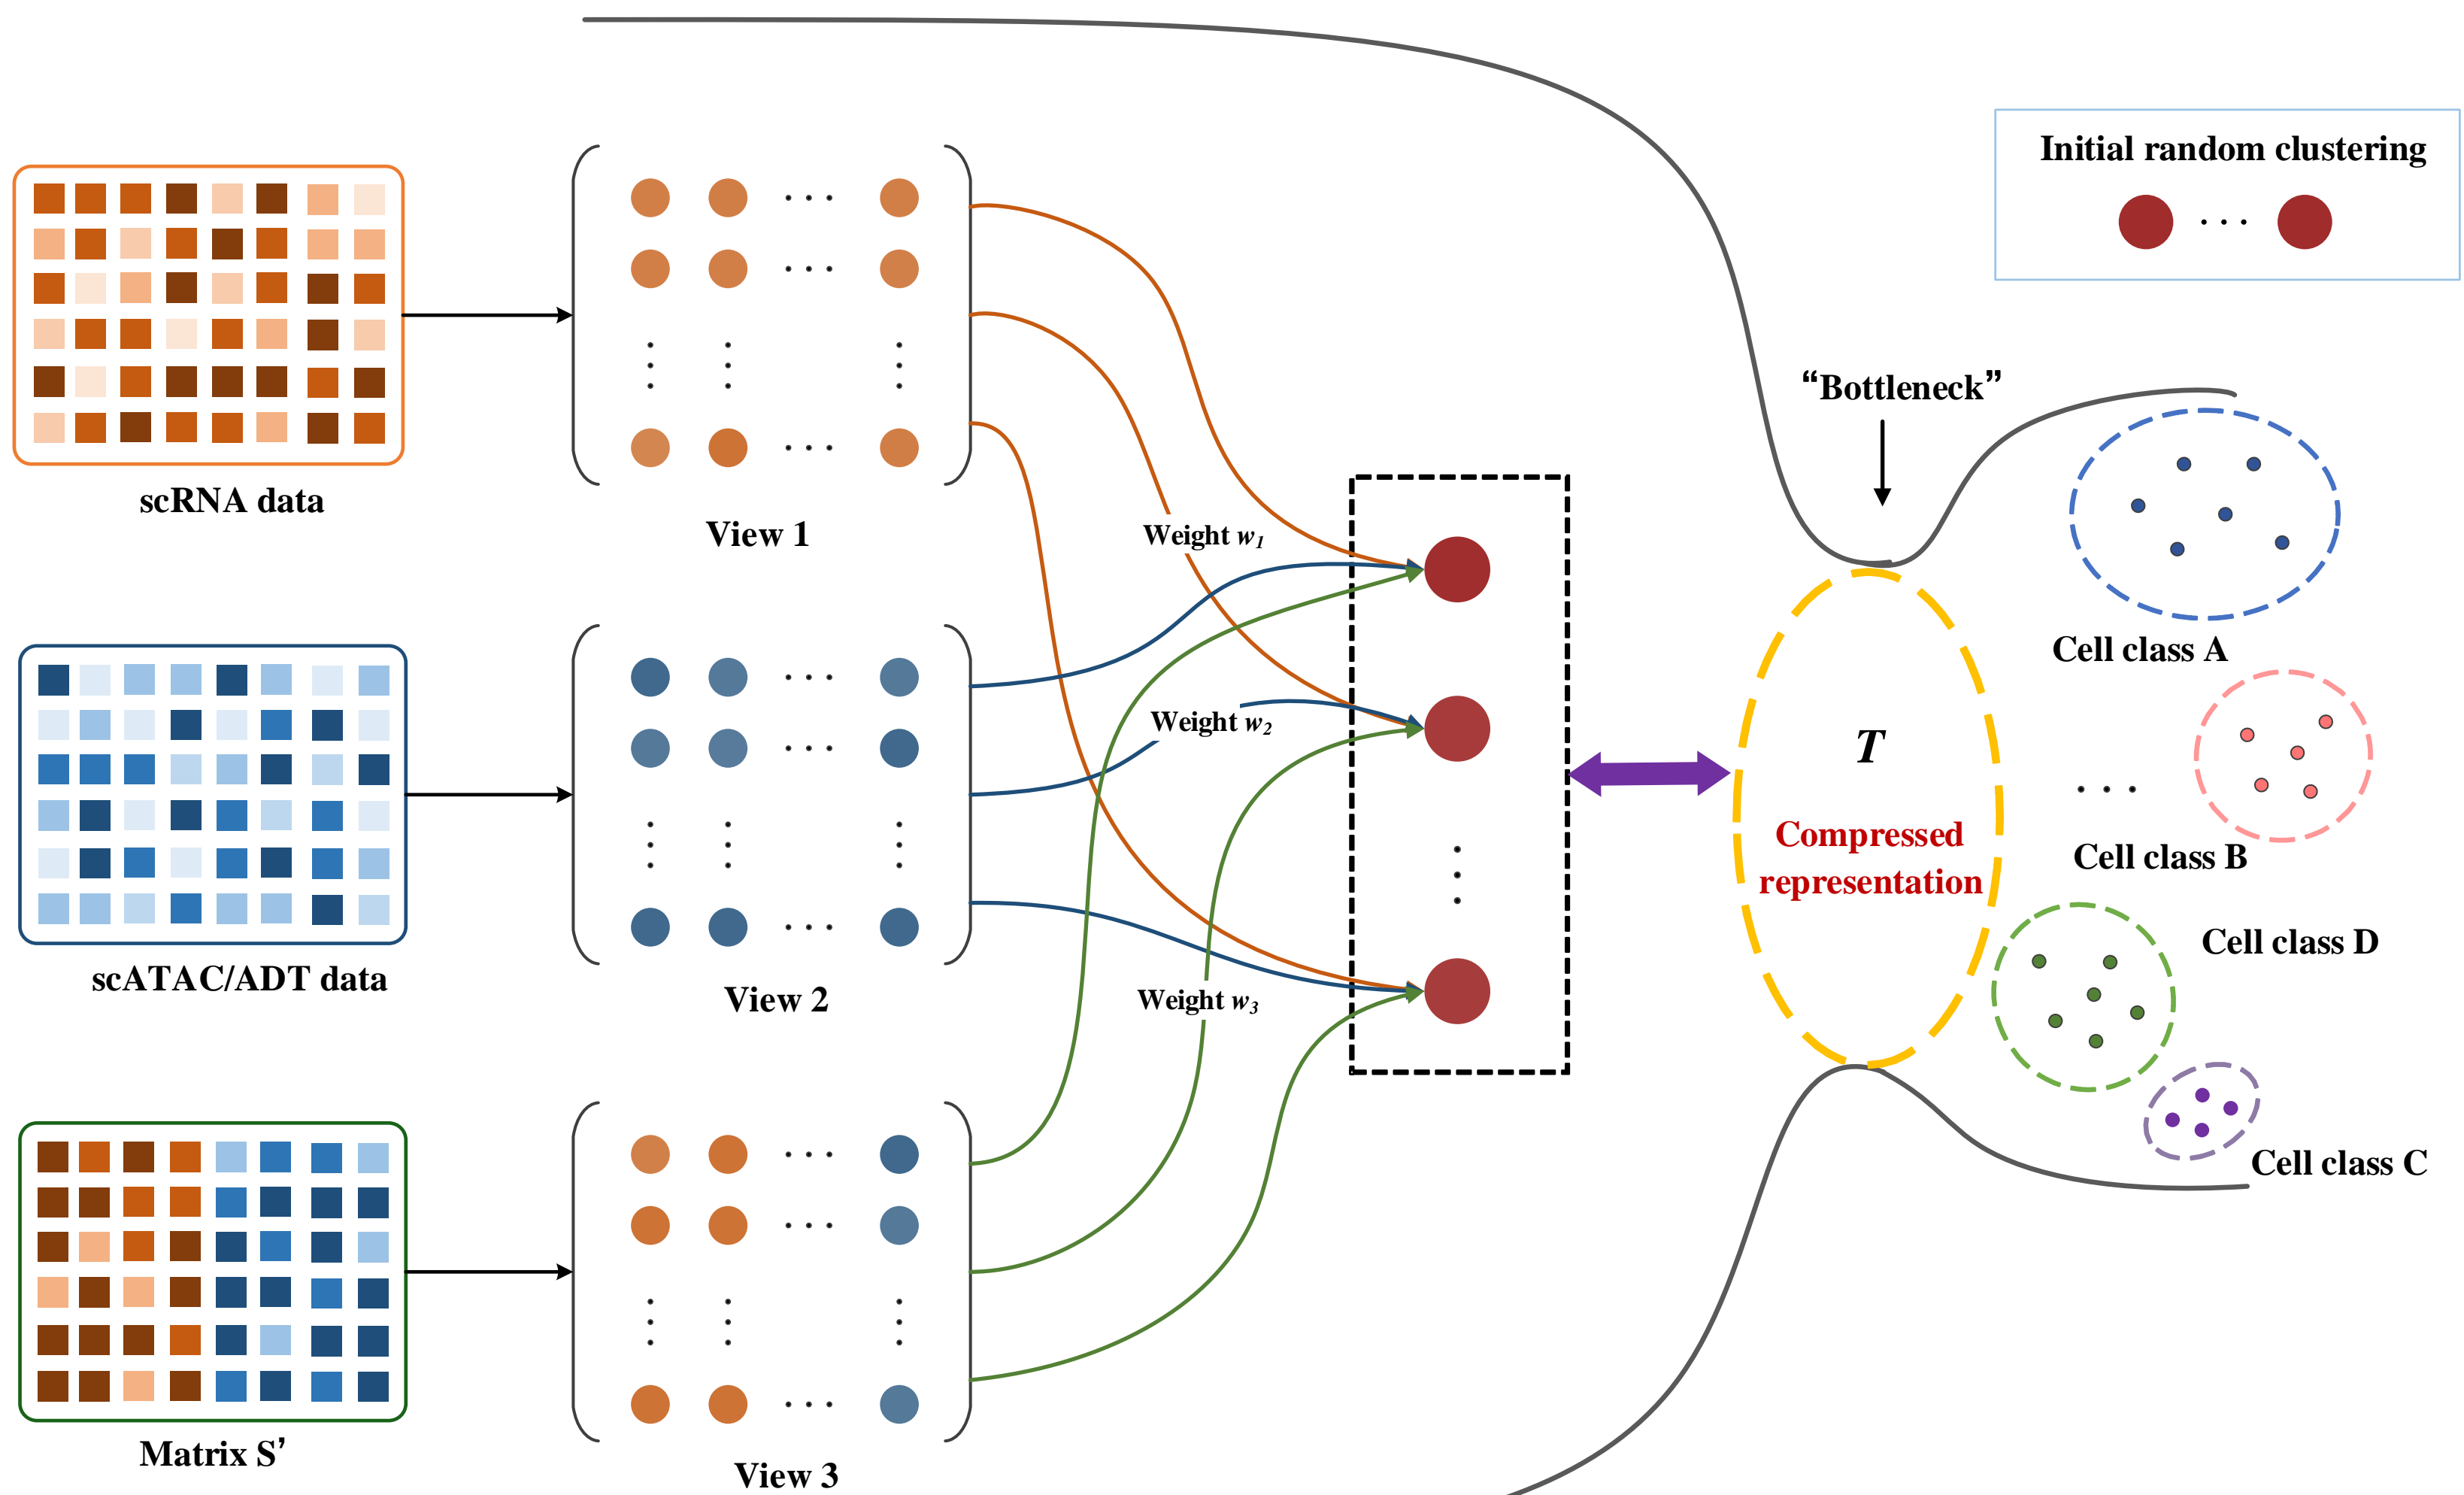 Initial random clustering
“Bottleneck”
scRNA data
View 1
Weight w1
Cell class A
Weight w2
T
Compressed
representation
Cell class B
scATAC/ADT data
View 2
Weight w3
Cell class D
Cell class C
Matrix S’
View 3